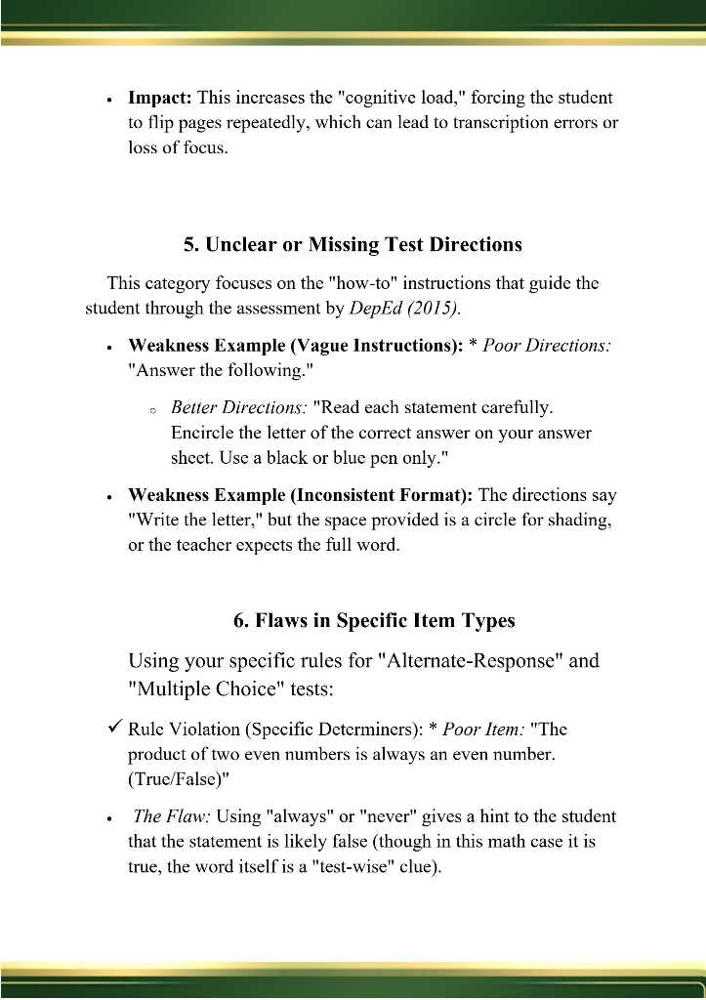 • Impact: This increases the "cognitive load," forcing the student
to flip pages repeatedly, which can lead to transcription errors or
loss of focus.
5. Unclear or Missing Test Directions
This category focuses on the "how-to" instructions that guide the
student through the assessment by DepEd (2015).
• Weakness Example (Vague Instructions): * Poor Directions:
"Answer the following."
o Better Directions: "Read each statement carefully.
Encircle the letter of the correct answer on your answer
sheet. Use a black or blue pen only."
• Weakness Example (Inconsistent Format): The directions say
"Write the letter," but the space provided is a circle for shading,
or the teacher expects the full word.
6. Flaws in Specific Item Types
Using your specific rules for "Alternate-Response" and
"Multiple Choice" tests:
✓ Rule Violation (Specific Determiners): * Poor Item: "The
product of two even numbers is always an even number.
(True/False)"
• The Flaw: Using "always" or "never" gives a hint to the student
that the statement is likely false (though in this math case it is
true, the word itself is a "test-wise" clue).